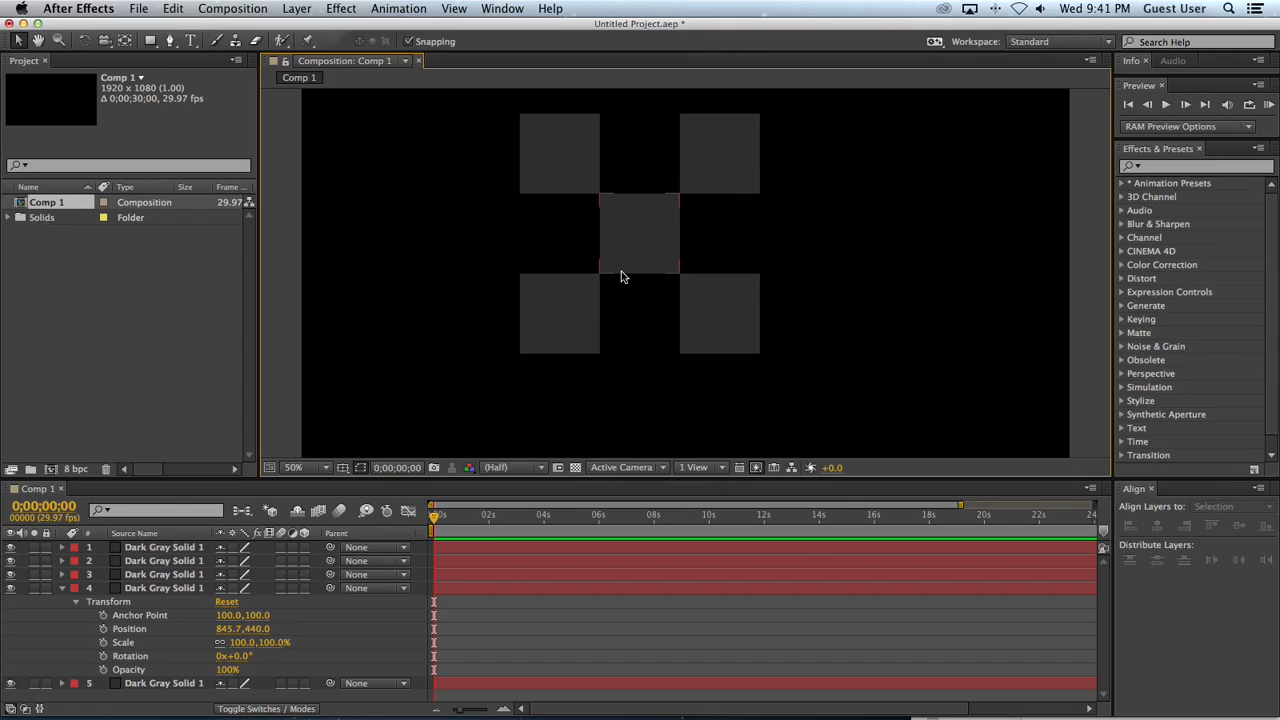 After Effects File Edit Composition Layer Effect Animation View Window Help Wed 9:41 PM Guest User
Untitled Project.aep *
Snapping Workspace: Standard Search Help
Project Composition: Comp 1 Info Audio
Comp 1
1920 x 1080 (1.00)
Δ 0;00;30;00, 29.97 fps
Comp 1
Preview
RAM Preview Options
Effects & Presets
Name Type Size Frame ...
Comp 1 Composition 29.97
Solids Folder
* Animation Presets
3D Channel
Audio
Blur & Sharpen
Channel
CINEMA 4D
Color Correction
Distort
Expression Controls
Generate
Keying
Matte
Noise & Grain
Obsolete
Perspective
Simulation
Stylize
Synthetic Aperture
Text
Time
Transition
8 bpc 50% 0;00;00;00 (Half) Active Camera 1 View +0.0
Comp 1 Align
0;00;00;00
00000 (29.97 fps)
00s 02s 04s 06s 08s 10s 12s 14s 16s 18s 20s 22s 24
Align Layers to: Selection
Distribute Layers:
# Source Name Parent
1 Dark Gray Solid 1 None
2 Dark Gray Solid 1 None
3 Dark Gray Solid 1 None
4 Dark Gray Solid 1 None
Transform Reset
Anchor Point 100.0,100.0
Position 845.7,440.0
Scale 100.0,100.0%
Rotation 0x+0.0°
Opacity 100%
5 Dark Gray Solid 1 None
Toggle Switches / Modes